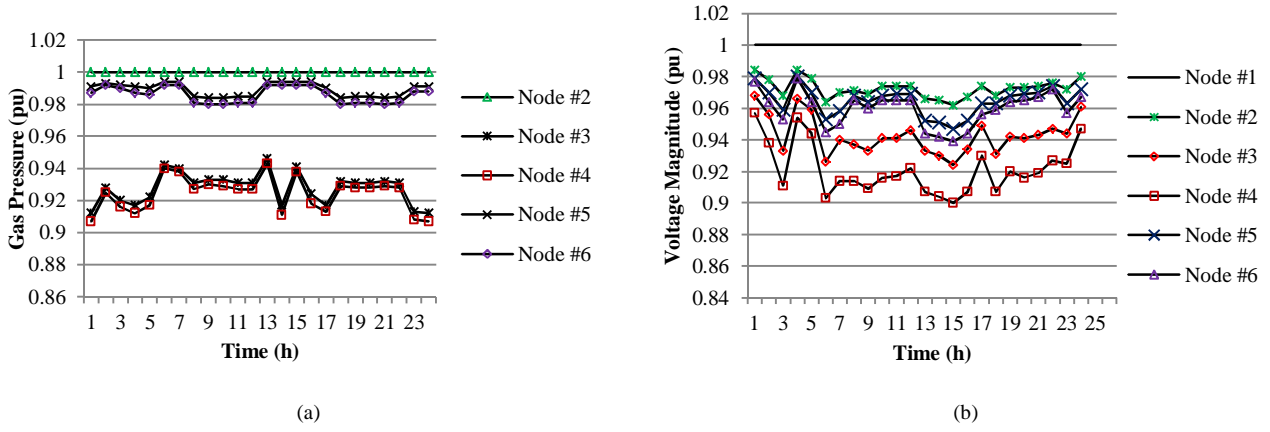 Gas Pressure (pu)
1.02
1
0.98
0.96
0.94
0.92
0.9
0.88
0.86
1 3 5 7 9 11 13 15 17 19 21 23
Time (h)
Node #2
Node #3
Node #4
Node #5
Node #6
(a)
Voltage Magnitude (pu)
1.02
1
0.98
0.96
0.94
0.92
0.9
0.88
0.86
0.84
1 3 5 7 9 11 13 15 17 19 21 23 25
Time (h)
Node #1
Node #2
Node #3
Node #4
Node #5
Node #6
(b)